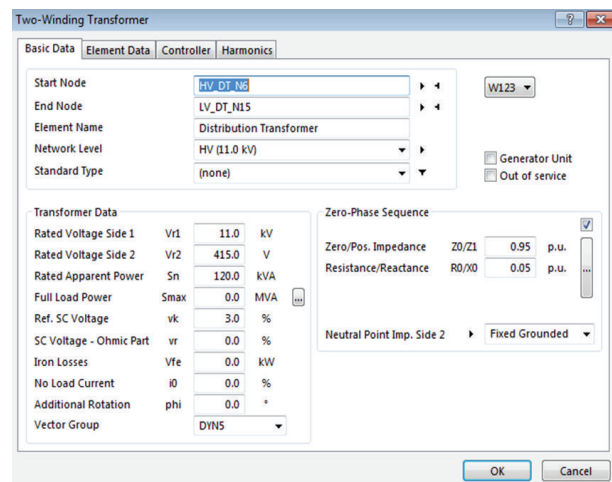 Two-Winding Transformer
Basic Data Element Data Controller Harmonics
Start Node HV_DT_N6 W123
End Node LV_DT_N15
Element Name Distribution Transformer
Network Level HV (11.0 kV)
Generator Unit
Standard Type (none)
Out of service
Transformer Data
Rated Voltage Side 1 Vr1 11.0 kV
Rated Voltage Side 2 Vr2 415.0 V
Rated Apparent Power Sn 120.0 kVA
Full Load Power Smax 0.0 MVA ...
Ref. SC Voltage vk 3.0 %
SC Voltage - Ohmic Part vr 0.0 %
Iron Losses Vfe 0.0 kW
No Load Current i0 0.0 %
Additional Rotation phi 0.0 °
Vector Group DYN5
Zero-Phase Sequence
Zero/Pos. Impedance Z0/Z1 0.95 p.u.
Resistance/Reactance R0/X0 0.05 p.u. ...
Neutral Point Imp. Side 2 Fixed Grounded
OK Cancel